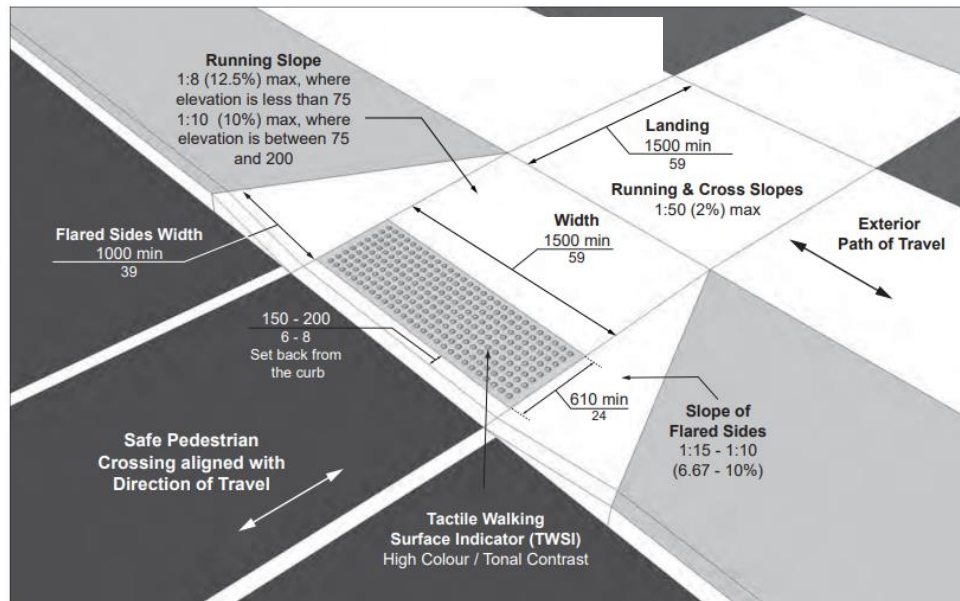 Running Slope
1:8 (12.5%) max, where
elevation is less than 75
1:10 (10%) max, where
elevation is between 75
and 200
Landing
1500 min
59
Running & Cross Slopes
1:50 (2%) max
Exterior
Path of Travel
Width
1500 min
59
Flared Sides Width
1000 min
39
150 - 200
6 - 8
Set back from
the curb
610 min
24
Slope of
Flared Sides
1:15 - 1:10
(6.67 - 10%)
Safe Pedestrian
Crossing aligned with
Direction of Travel
Tactile Walking
Surface Indicator (TWSI)
High Colour / Tonal Contrast